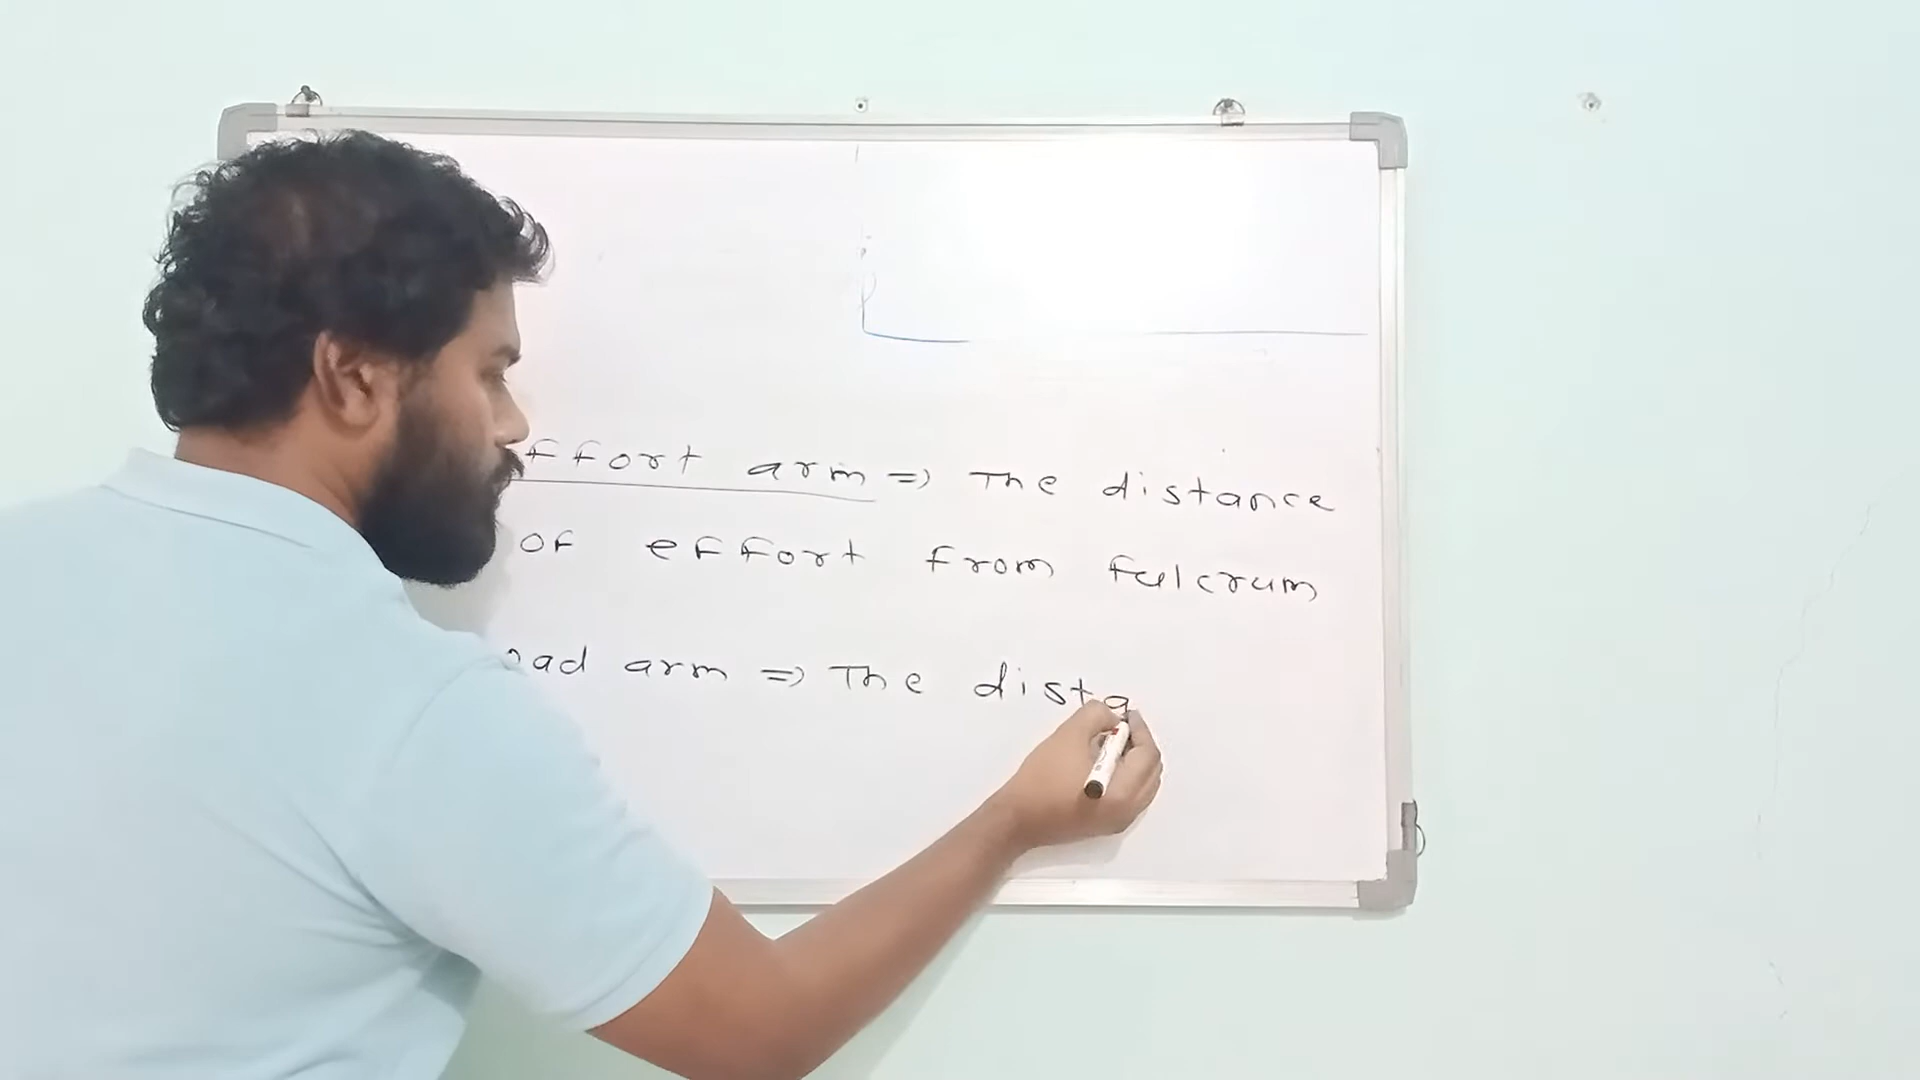 ffort arm => The distance
of effort from fulcrum
oad arm => The dista